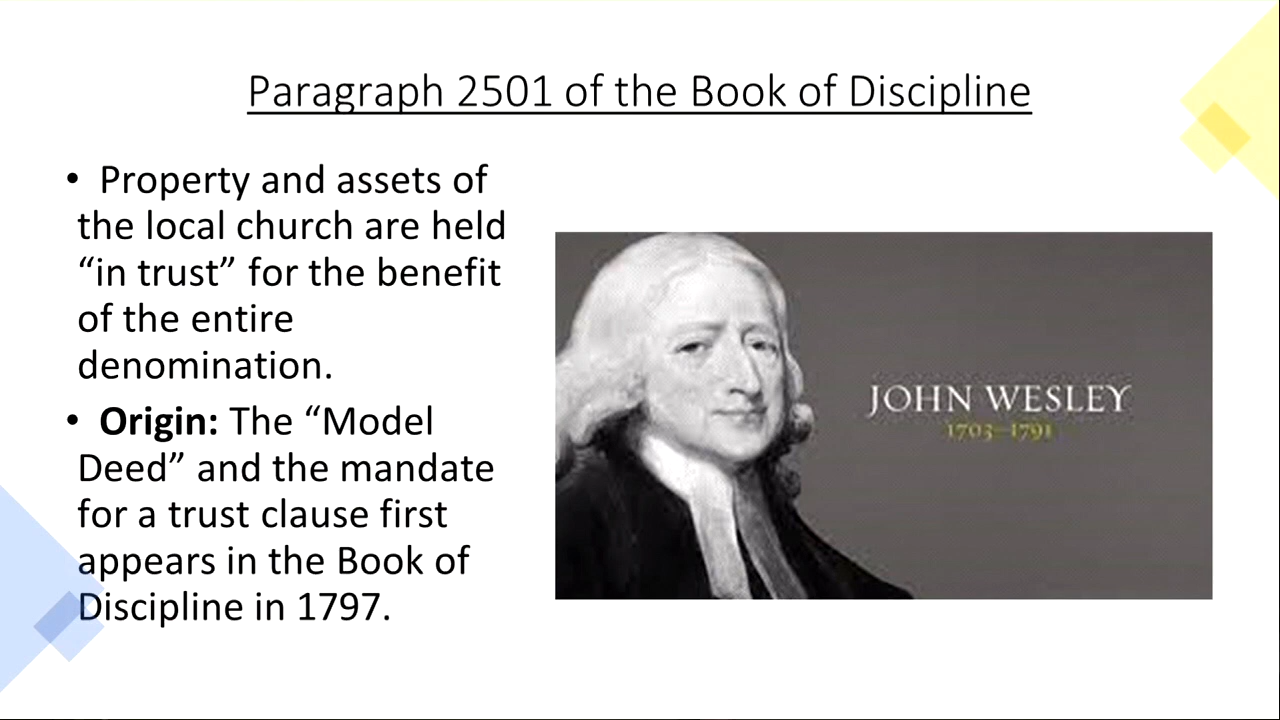 Paragraph 2501 of the Book of Discipline
• Property and assets of
the local church are held
“in trust” for the benefit
of the entire
denomination.
• Origin: The “Model
Deed” and the mandate
for a trust clause first
appears in the Book of
Discipline in 1797.
JOHN WESLEY
1703–1791